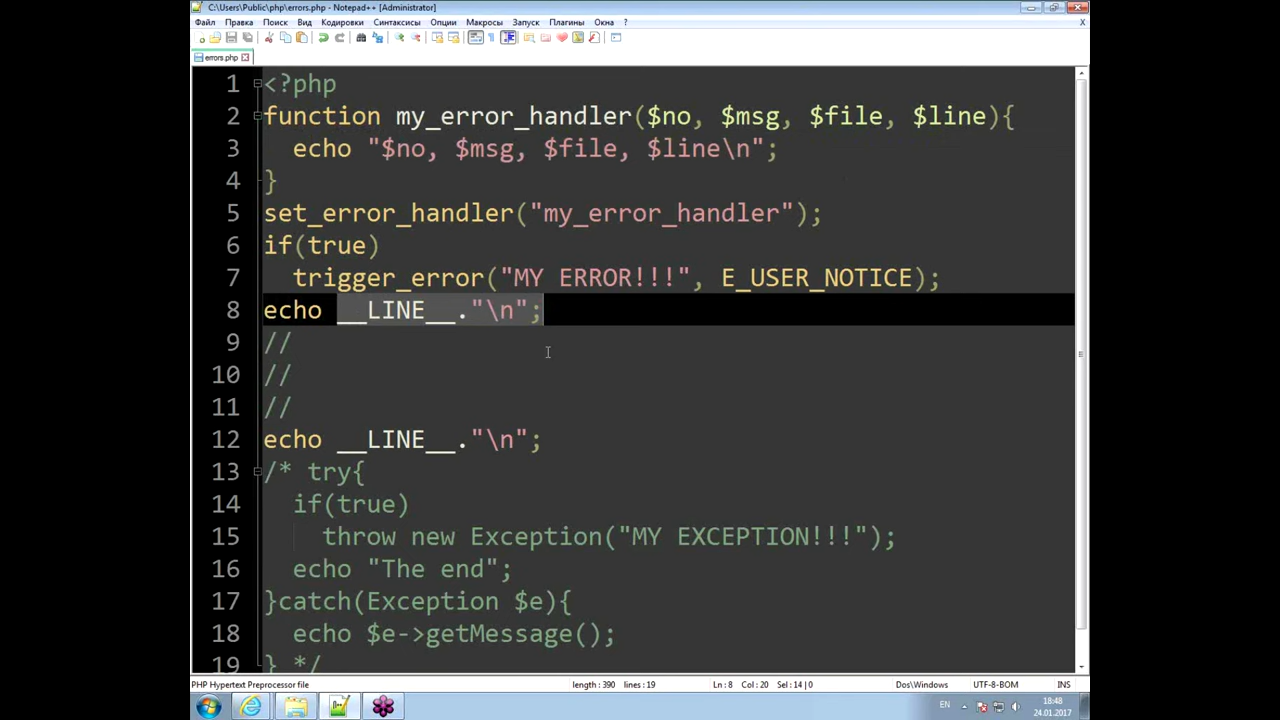 C:\Users\Public\php\errors.php - Notepad++ [Administrator]
Файл Правка Поиск Вид Кодировки Синтаксисы Опции Макросы Запуск Плагины Окна ?
X
errors.php
1 <?php
2 function my_error_handler($no, $msg, $file, $line){
3 echo "$no, $msg, $file, $line\n";
4 }
5 set_error_handler("my_error_handler");
6 if(true)
7 trigger_error("MY ERROR!!!", E_USER_NOTICE);
8 echo __LINE__."\n";
9 //
10 //
11 //
12 echo __LINE__."\n";
13 /* try{
14 if(true)
15 throw new Exception("MY EXCEPTION!!!");
16 echo "The end";
17 }catch(Exception $e){
18 echo $e->getMessage();
19 } */
PHP Hypertext Preprocessor file length : 390 lines : 19 Ln : 8 Col : 20 Sel : 14 | 0 Dos\Windows UTF-8-BOM INS
EN 18:48
24.01.2017